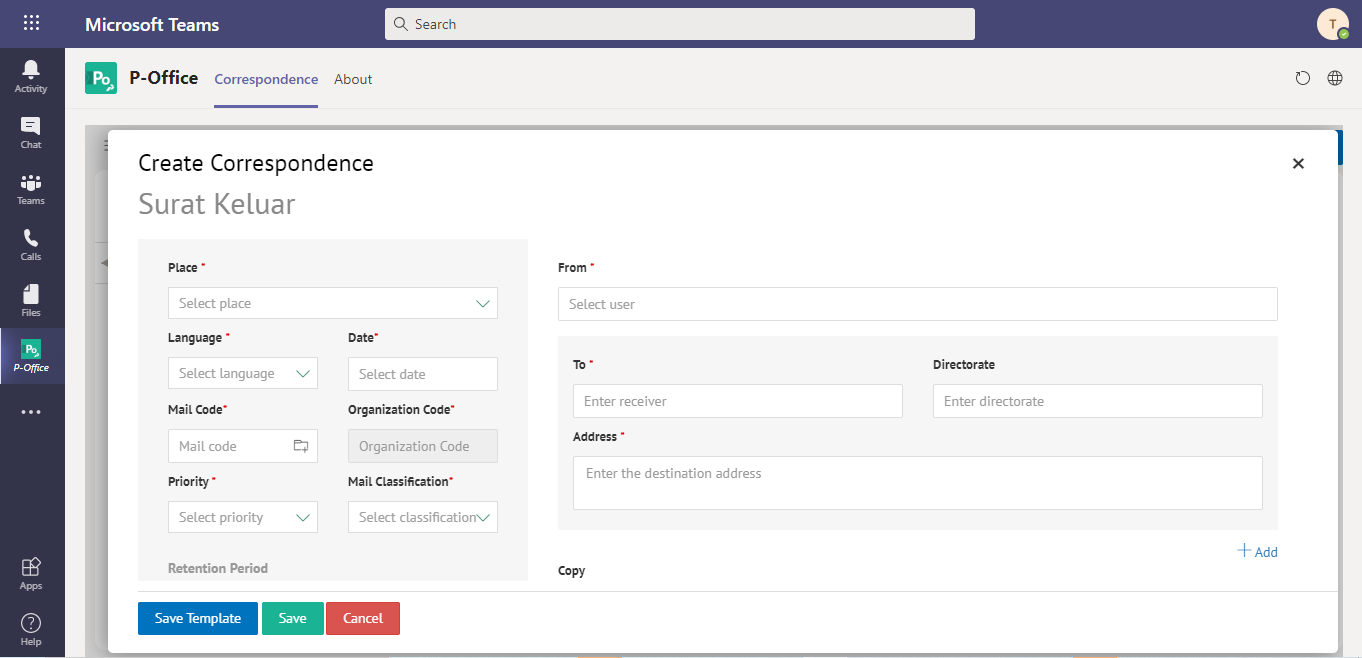 Microsoft Teams
Search
T
Activity
Chat
Teams
Calls
Files
Po
P-Office
Apps
Help
Po
P-Office
Correspondence
About
Create Correspondence
Surat Keluar
Place *
Select place
Language *
Date*
Select language
Select date
Mail Code*
Organization Code*
Mail code
Organization Code
Priority *
Mail Classification*
Select priority
Select classification
Retention Period
From *
Select user
To *
Directorate
Enter receiver
Enter directorate
Address *
Enter the destination address
Add
Copy
Save Template
Save
Cancel